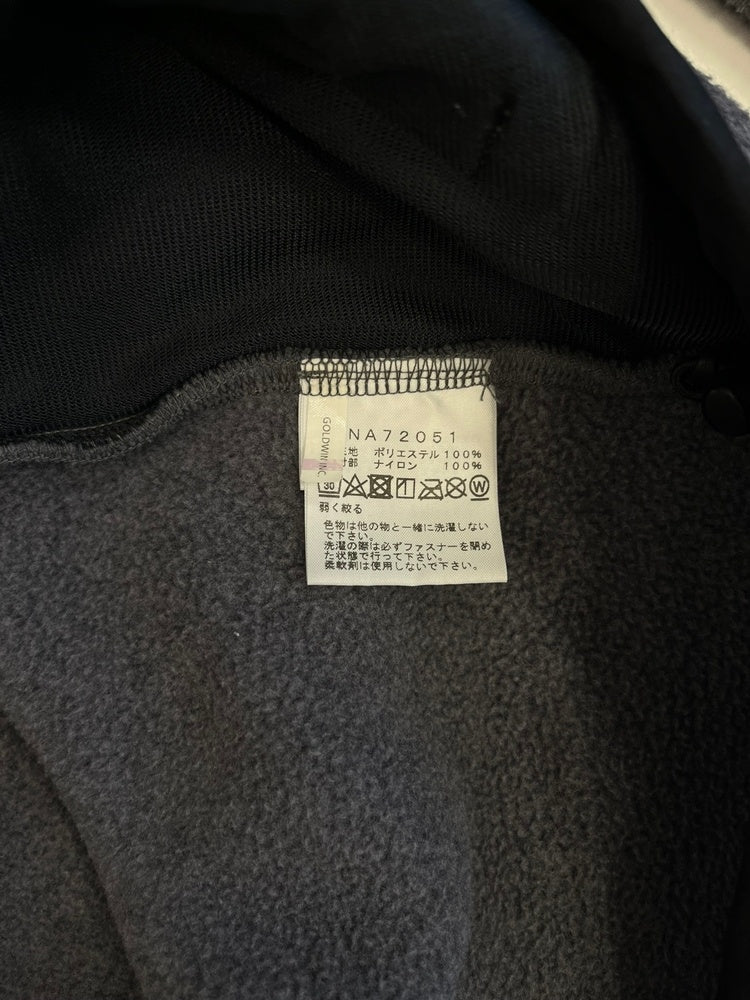 GOLDWIN INC.
NA72051
地 ポリエステル100%
部 ナイロン 100%
30 W
弱く絞る
色物は他の物と一緒に洗濯しない
で下さい。
洗濯の際は必ずファスナーを閉め
た状態で行って下さい。
柔軟剤は使用しないで下さい。